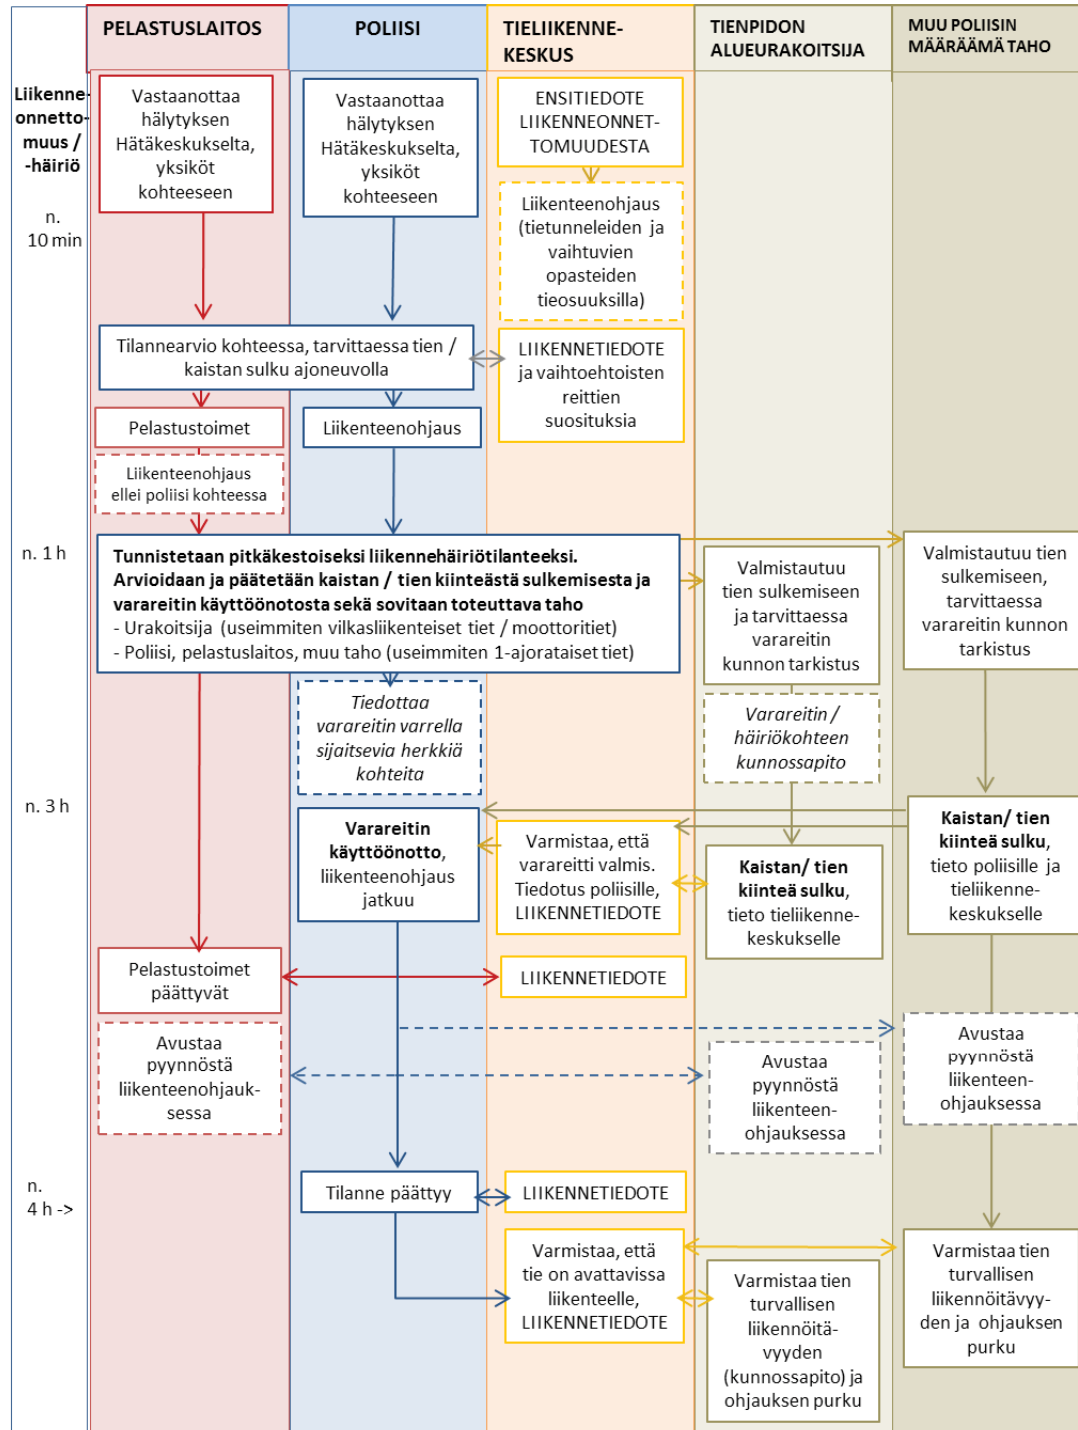 PELASTUSLAITOS
POLIISI
TIELIIKENNE-
KESKUS
TIENPIDON
ALUEURAKOITSIJA
MUU POLIISIN
MÄÄRÄÄMÄ TAHO
Liikenne-
onnetto-
muus /
-häiriö
Vastaanottaa
hälytyksen
Hätäkeskukselta,
yksiköt
kohteeseen
Vastaanottaa
hälytyksen
Hätäkeskukselta,
yksiköt
kohteeseen
ENSITIEDOTE
LIIKENNEONNET-
TOMUUDESTA
n.
10 min
Liikenteenohjaus
(tietunneleiden ja
vaihtuvien
opasteiden
tieosuuksilla)
Tilannearvio kohteessa, tarvittaessa tien /
kaistan sulku ajoneuvolla
LIIKENNETIEDOTE
ja vaihtoehtoisten
reittien
suosituksia
Pelastustoimet
Liikenteenohjaus
Liikenteenohjaus
ellei poliisi kohteessa
n. 1 h
Tunnistetaan pitkäkestoiseksi liikennehäiriötilanteeksi.
Arvioidaan ja päätetään kaistan / tien kiinteästä sulkemisesta ja
varareitin käyttöönotosta sekä sovitaan toteuttava taho
- Urakoitsija (useimmiten vilkasliikenteiset tiet / moottoritiet)
- Poliisi, pelastuslaitos, muu taho (useimmiten 1-ajorataiset tiet)
Valmistautuu
tien sulkemiseen
ja tarvittaessa
varareitin
kunnon tarkistus
Valmistautuu tien
sulkemiseen,
tarvittaessa
varareitin kunnon
tarkistus
Tiedottaa
varareitin varrella
sijaitsevia herkkiä
kohteita
Varareitin /
häiriökohteen
kunnossapito
n. 3 h
Varareitin
käyttöönotto,
liikenteenohjaus
jatkuu
Varmistaa, että
varareitti valmis.
Tiedotus poliisille,
LIIKENNETIEDOTE
Kaistan/ tien
kiinteä sulku,
tieto tieliikenne-
keskukselle
Kaistan/ tien
kiinteä sulku,
tieto poliisille ja
tieliikenne-
keskukselle
Pelastustoimet
päättyvät
LIIKENNETIEDOTE
Avustaa
pyynnöstä
liikenteenohjauk-
sessa
Avustaa
pyynnöstä
liikenteen-
ohjauksessa
Avustaa
pyynnöstä
liikenteen-
ohjauksessa
n.
4 h ->
Tilanne päättyy
LIIKENNETIEDOTE
Varmistaa, että
tie on avattavissa
liikenteelle,
LIIKENNETIEDOTE
Varmistaa tien
turvallisen
liikennöitä-
vyyden
(kunnossapito) ja
ohjauksen purku
Varmistaa tien
turvallisen
liikennöitävyy-
den ja ohjauksen
purku